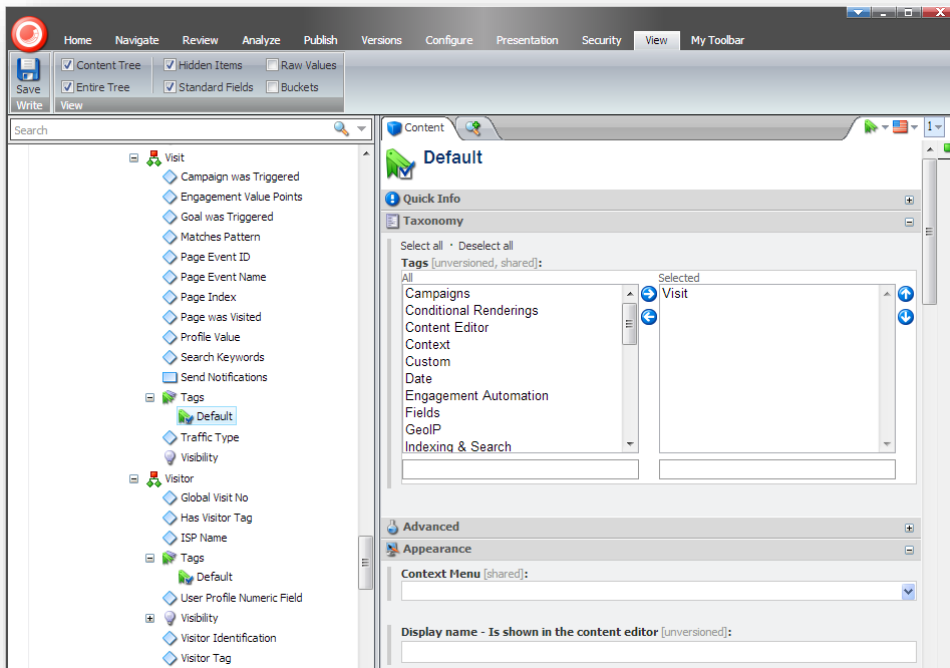 Home Navigate Review Analyze Publish Versions Configure Presentation Security View My Toolbar
Save
Write
Content Tree Hidden Items Raw Values
Entire Tree Standard Fields Buckets
View
Search
Visit
Campaign was Triggered
Engagement Value Points
Goal was Triggered
Matches Pattern
Page Event ID
Page Event Name
Page Index
Page was Visited
Profile Value
Search Keywords
Send Notifications
Tags
Default
Traffic Type
Visibility
Visitor
Global Visit No
Has Visitor Tag
ISP Name
Tags
Default
User Profile Numeric Field
Visibility
Visitor Identification
Visitor Tag
Content
1
Default
Quick Info
Taxonomy
Select all · Deselect all
Tags [unversioned, shared]:
All
Campaigns
Conditional Renderings
Content Editor
Context
Custom
Date
Engagement Automation
Fields
GeoIP
Indexing & Search
Selected
Visit
Advanced
Appearance
Context Menu [shared]:
Display name - Is shown in the content editor [unversioned]: